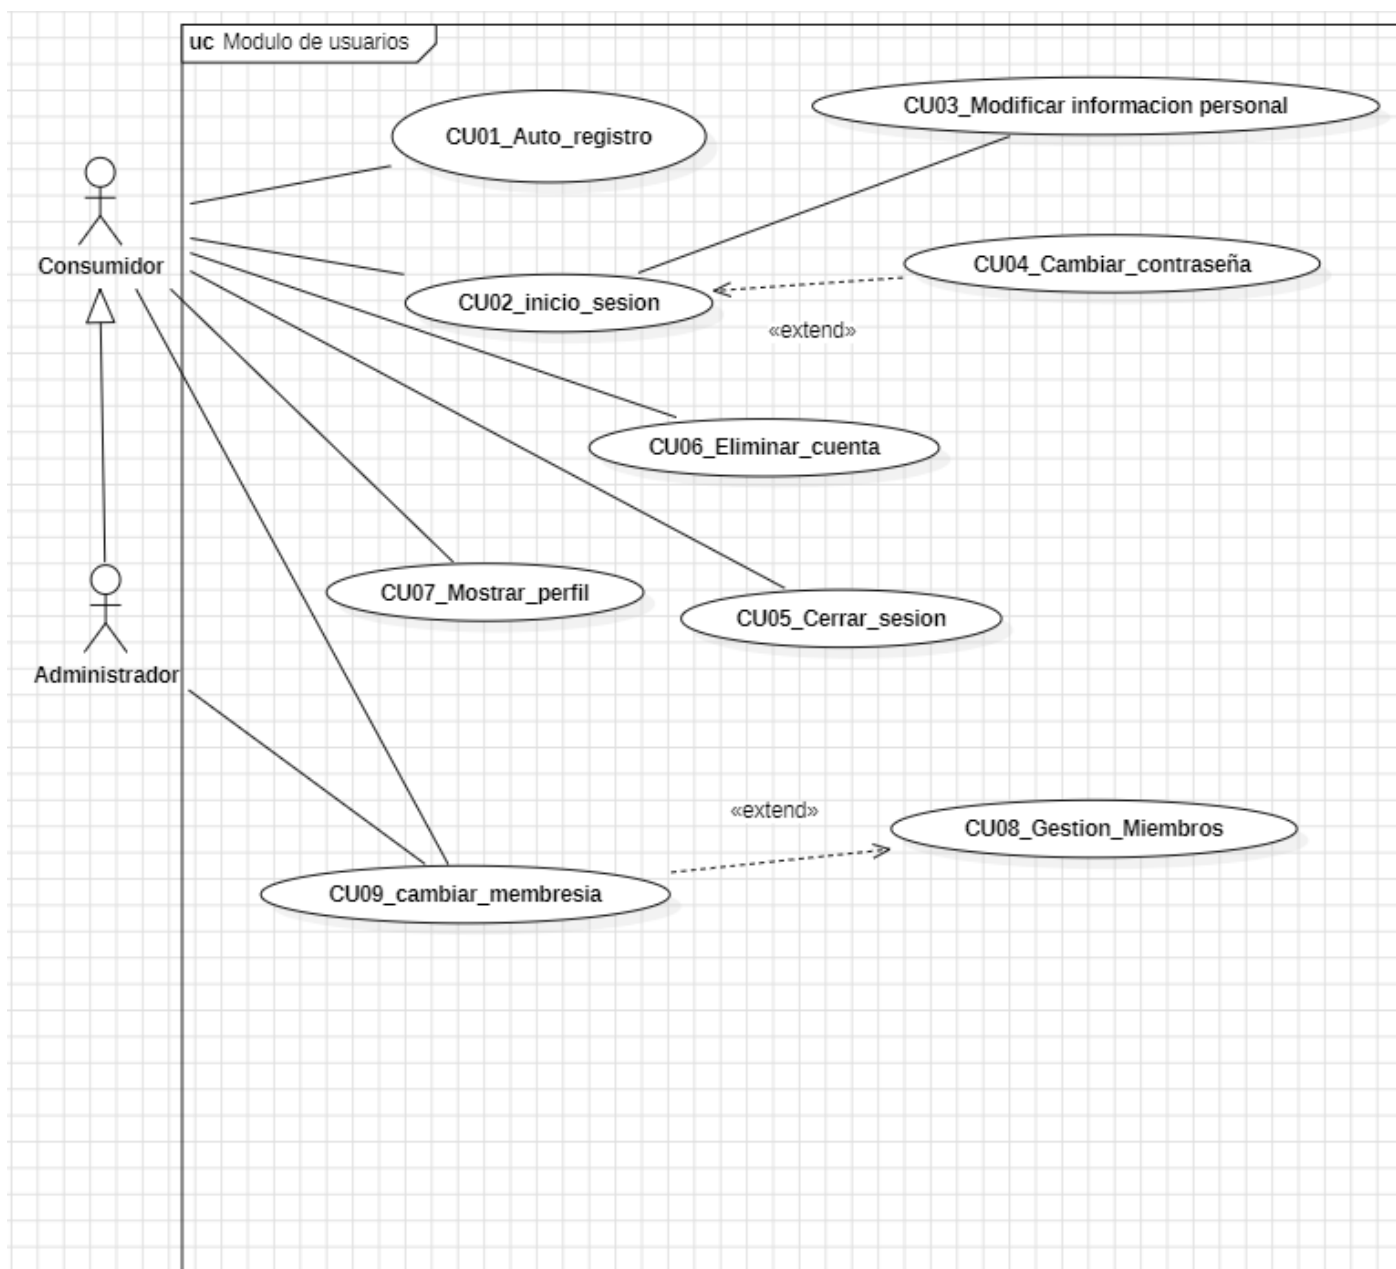 uc Modulo de usuarios
CU03_Modificar informacion personal
CU01_Auto_registro
Consumidor
CU04_Cambiar_contraseña
CU02_inicio_sesion
«extend»
CU06_Eliminar_cuenta
CU07_Mostrar_perfil
CU05_Cerrar_sesion
Administrador
«extend»
CU08_Gestion_Miembros
CU09_cambiar_membresia